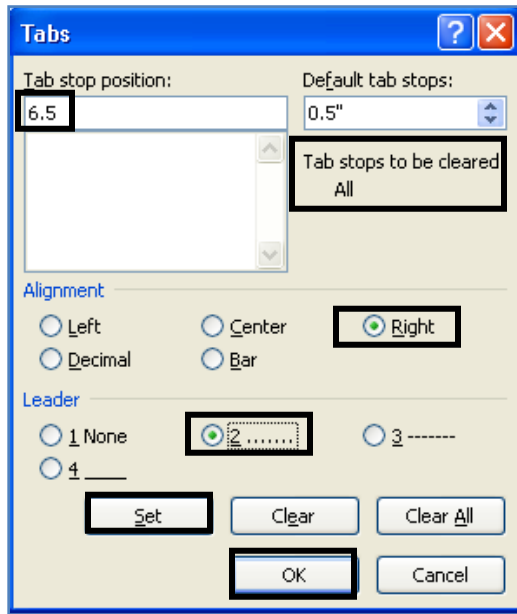 Tabs
Tab stop position: Default tab stops:
6.5 0.5"
Tab stops to be cleared
All
Alignment
Left Center Right
Decimal Bar
Leader
1 None 2 ....... 3 -------
4 ____
Set Clear Clear All
OK Cancel